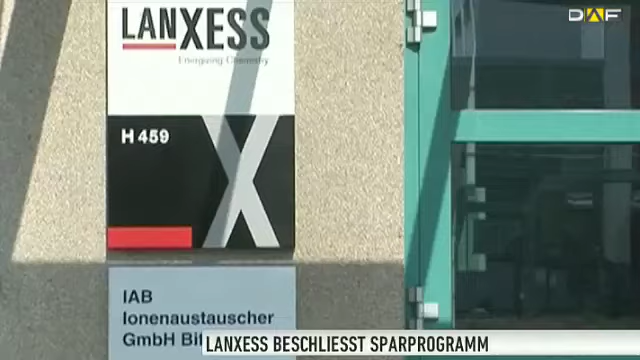 DAF
LANXESS
Energizing Chemistry
H 459
X
IAB
Ionenaustauscher
GmbH
LANXESS BESCHLIESST SPARPROGRAMM